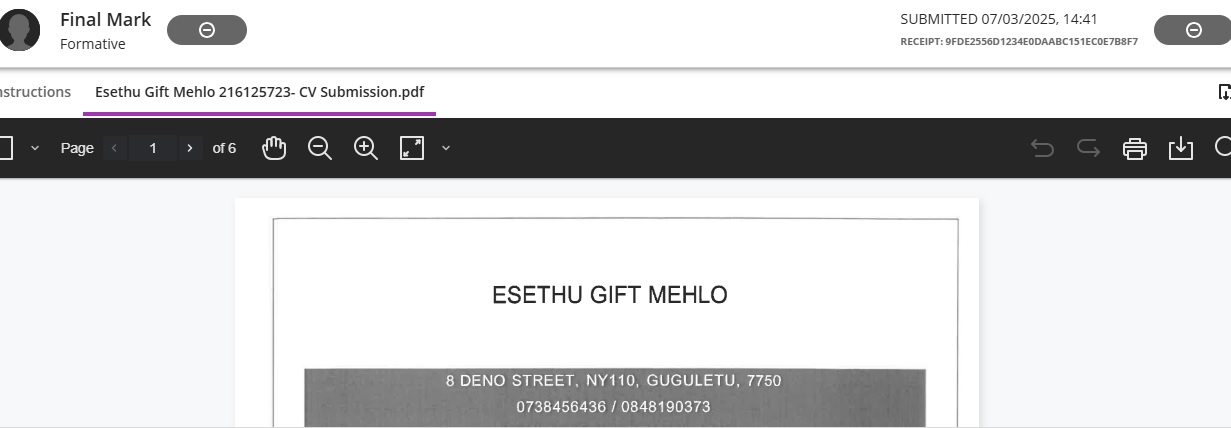 Final Mark
Formative
SUBMITTED 07/03/2025, 14:41
RECEIPT: 9FDE2556D1234E0DAABC151EC0E7B8F7
nstructions
Esethu Gift Mehlo 216125723- CV Submission.pdf
Page 1 of 6
ESETHU GIFT MEHLO
8 DENO STREET, NY110, GUGULETU, 7750
0738456436 / 0848190373